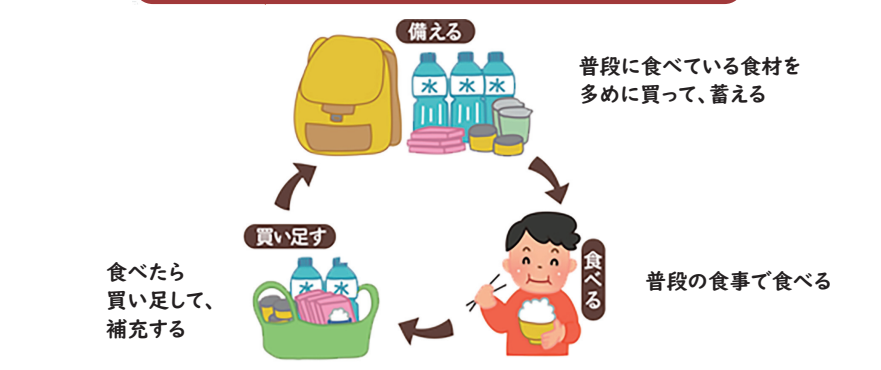 備える
水 水 水
普段に食べている食材を
多めに買って、蓄える
食べる
普段の食事で食べる
買い足す
水 水
食べたら
買い足して、
補充する